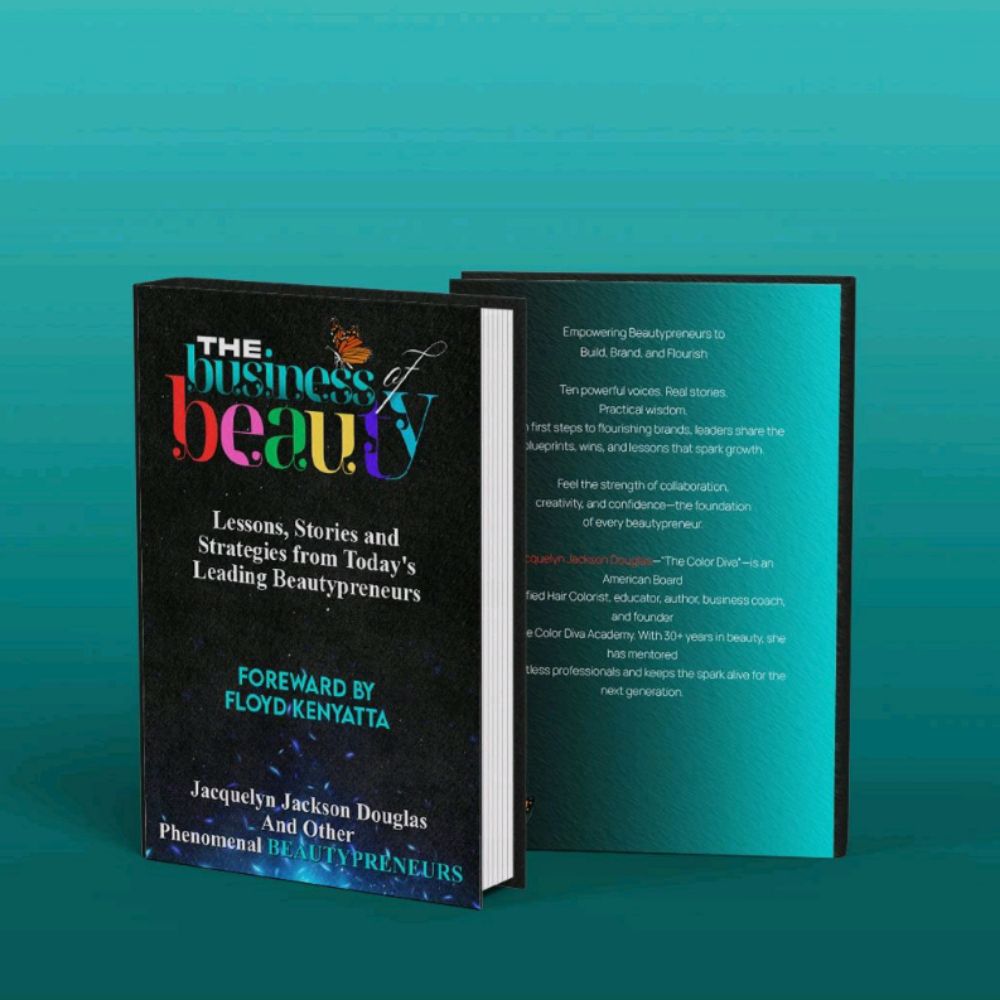 THE
business of
beauty
Lessons, Stories and
Strategies from Today's
Leading Beautypreneurs
FOREWARD BY
FLOYD KENYATTA
Jacquelyn Jackson Douglas
And Other
Phenomenal BEAUTYPRENEURS
Empowering Beautypreneurs to
Build, Brand, and Flourish
Ten powerful voices. Real stories.
Practical wisdom.
first steps to flourishing brands, leaders share the
wins, and lessons that spark growth.
Feel the strength of collaboration,
creativity, and confidence—the foundation
of every beautypreneur.
Jackson Douglas—"The Color Diva"—is an
American Board
Hair Colorist, educator, author, business coach,
and founder
Color Diva Academy. With 30+ years in beauty, she
has mentored
professionals and keeps the spark alive for the
next generation.